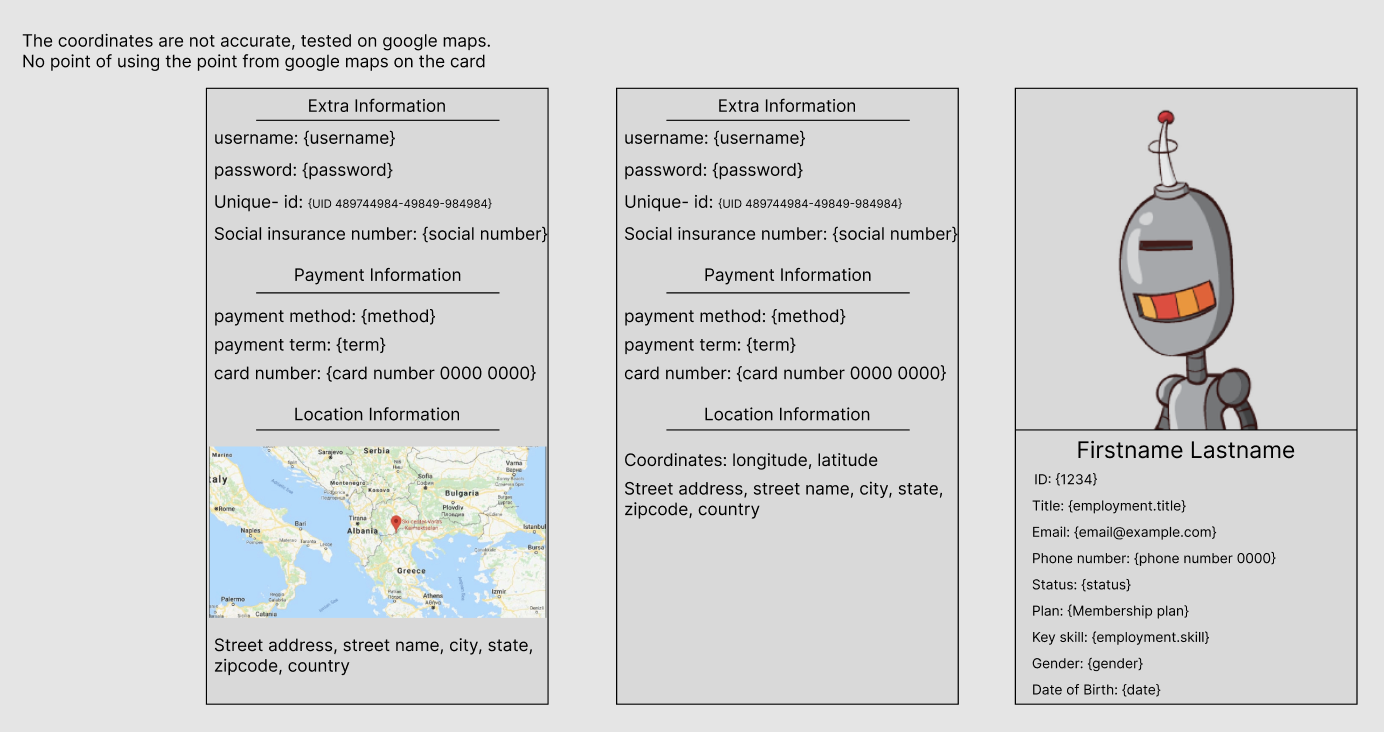 The coordinates are not accurate, tested on google maps.
No point of using the point from google maps on the card
Extra Information
username: {username}
password: {password}
Unique- id: {UID 489744984-49849-984984}
Social insurance number: {social number}
Payment Information
payment method: {method}
payment term: {term}
card number: {card number 0000 0000}
Location Information
Marino
Sarajevo
Serbia
Varna
Sofia
Montenegro
Kosovo
Bulgaria
taly
Rome
Plovdiv
Tirana
Bari
Albania
Istanbul
Naples
Bursa
Greece
Izmir
Athens
Palermo
Catania
Street address, street name, city, state,
zipcode, country
Extra Information
username: {username}
password: {password}
Unique- id: {UID 489744984-49849-984984}
Social insurance number: {social number}
Payment Information
payment method: {method}
payment term: {term}
card number: {card number 0000 0000}
Location Information
Coordinates: longitude, latitude
Street address, street name, city, state,
zipcode, country
Firstname Lastname
ID: {1234}
Title: {employment.title}
Email: {email@example.com}
Phone number: {phone number 0000}
Status: {status}
Plan: {Membership plan}
Key skill: {employment.skill}
Gender: {gender}
Date of Birth: {date}